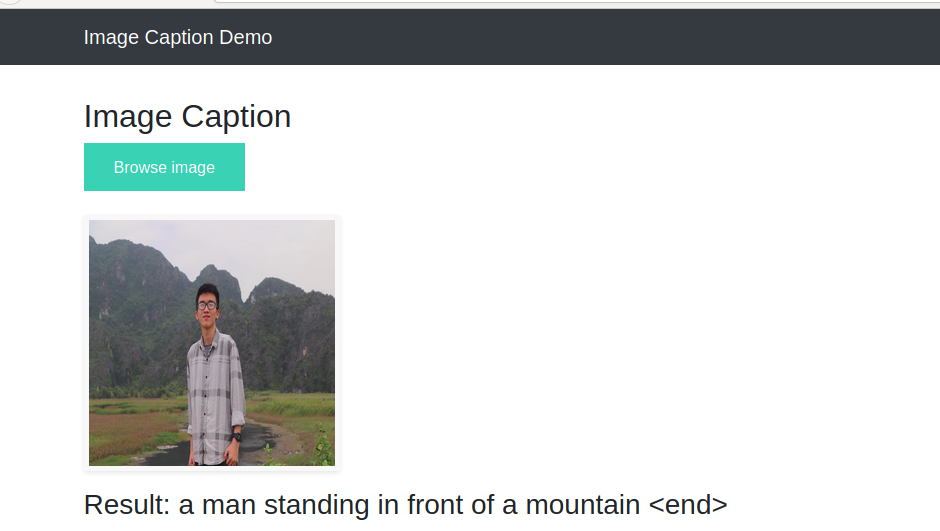 Image Caption Demo
Image Caption
Browse image
Result: a man standing in front of a mountain <end>